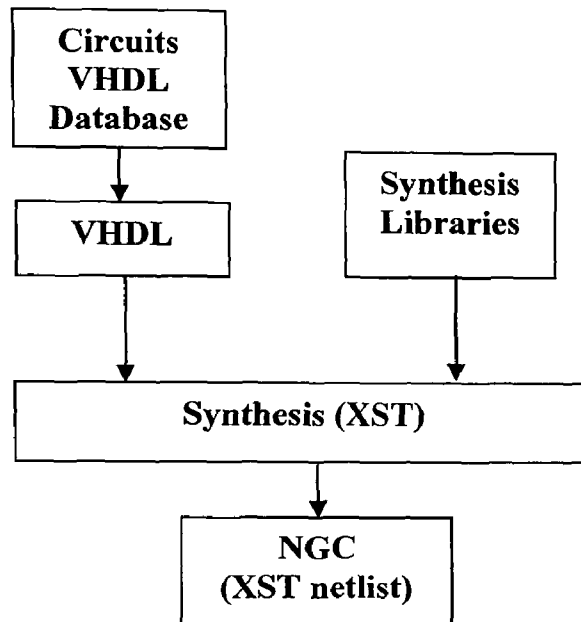 Circuits
VHDL
Database
VHDL
Synthesis
Libraries
Synthesis (XST)
NGC
(XST netlist)